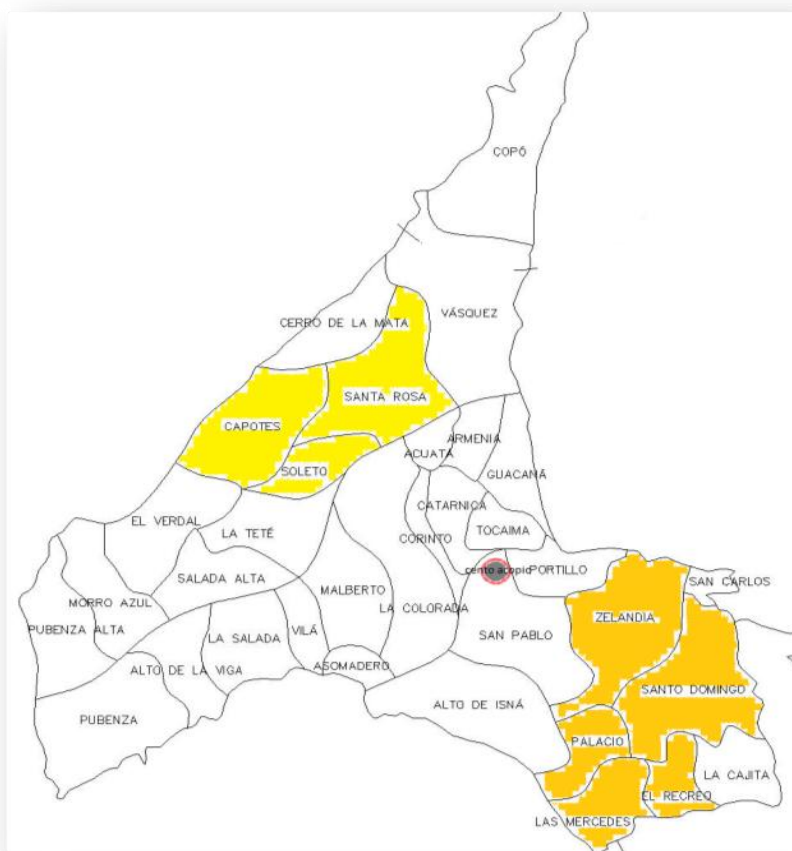 COPÓ
VÁSQUEZ
CERRO DE LA MATA
SANTA ROSA
CAPOTES
ARMENIA
ACUATÁ
SOLETO
GUACANÁ
CATARNICA
EL VERDAL
LA TETÉ
TOCAIMA
CORINTO
cento acopio
PORTILLO
SALADA ALTA
SAN CARLOS
MALBERTO
MORRO AZUL
LA COLORADA
ZELANDIA
PUBENZA ALTA
LA SALADA
VILÁ
SAN PABLO
ASOMADERO
ALTO DE LA VIGA
SANTO DOMINGO
ALTO DE ISNÁ
PUBENZA
PALACIO
LA CAJITA
EL RECREO
LAS MERCEDES